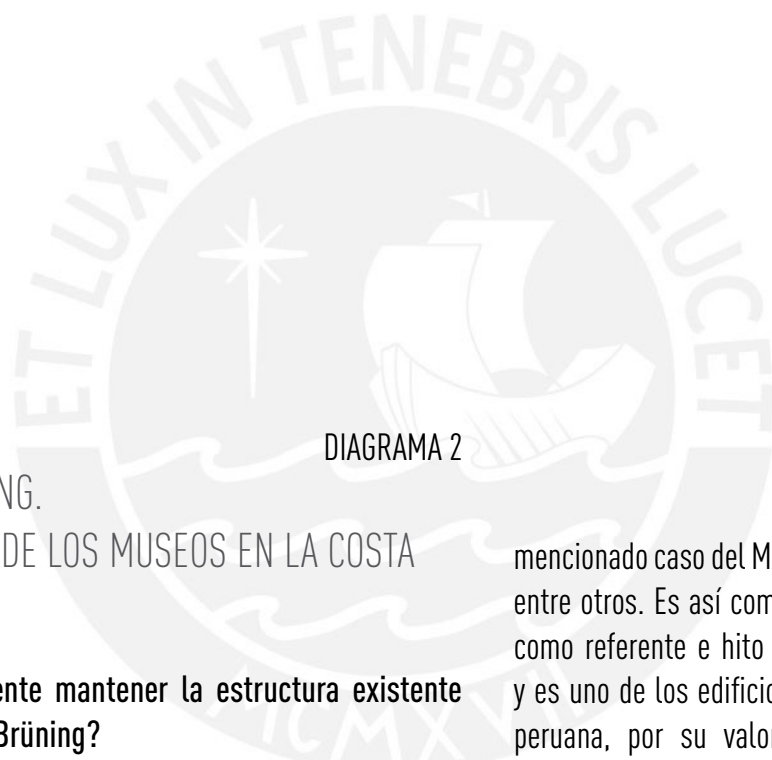 ET LUX IN TENEBRIS LUCET
MCMXVII
DIAGRAMA 2
NG.
DE LOS MUSEOS EN LA COSTA
ente mantener la estructura existente
Brüning?
mencionado caso del M
entre otros. Es así com
como referente e hito
y es uno de los edificio
peruana, por su valor